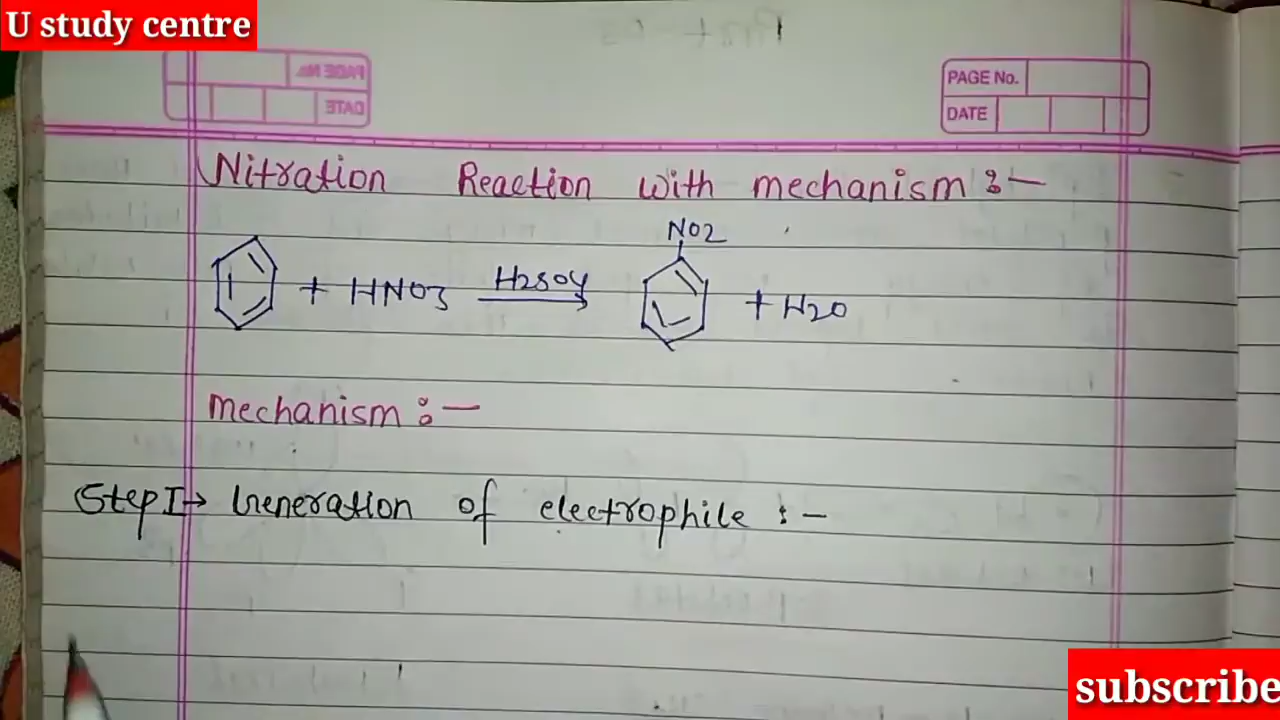 U study centre
PAGE No.
DATE
Nitration Reaction with mechanism :-
NO2
+ HNO3 H2SO4 + H2O
mechanism :-
Step I → Generation of electrophile :-
subscribe